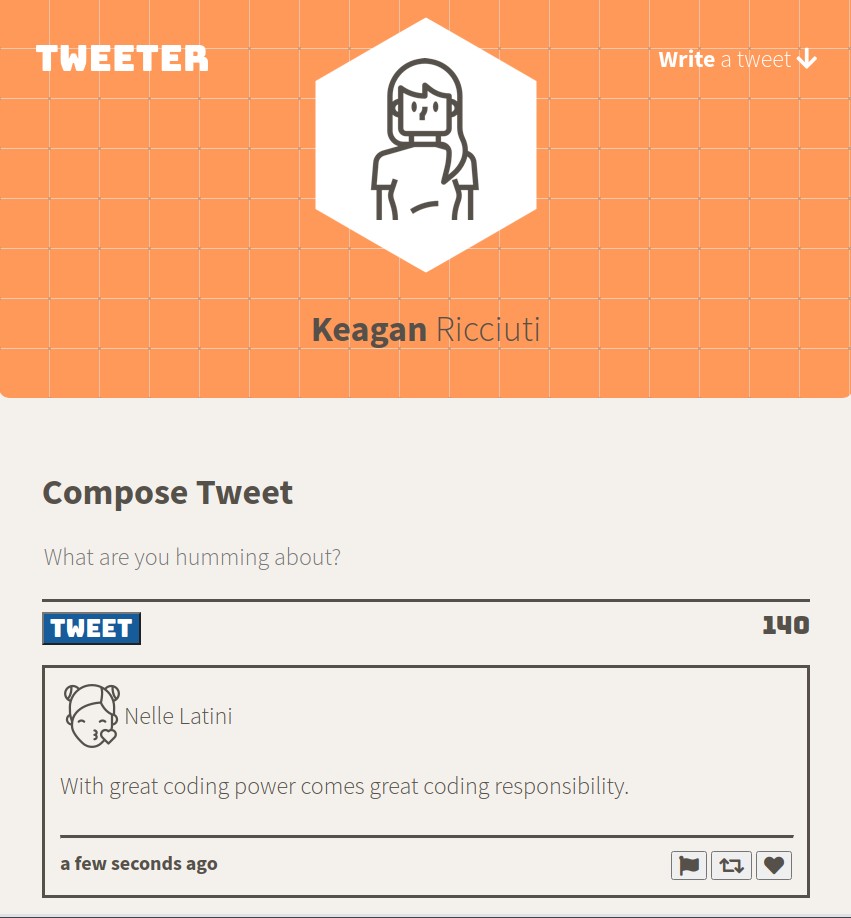 TWEETER
Write a tweet
Keagan Ricciuti
Compose Tweet
What are you humming about?
TWEET
140
Nelle Latini
With great coding power comes great coding responsibility.
a few seconds ago